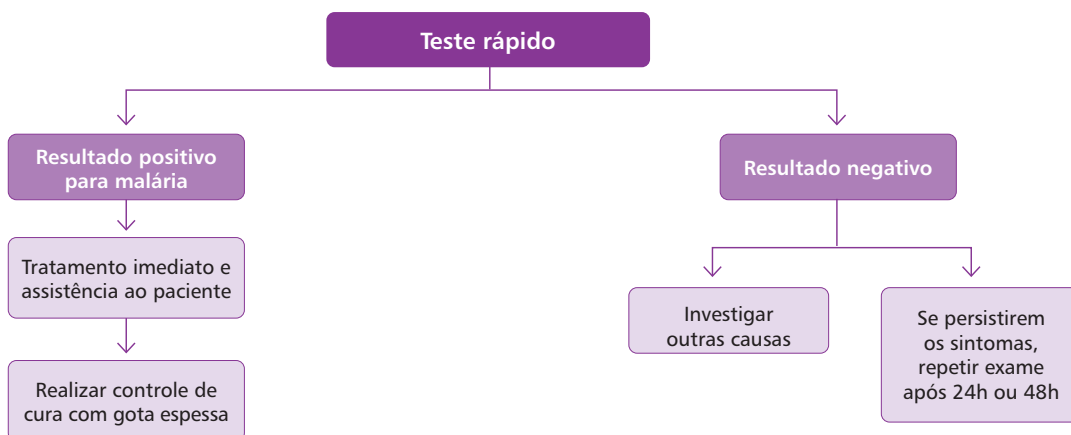 Teste rápido
Resultado positivo
para malária
Tratamento imediato e
assistência ao paciente
Realizar controle de
cura com gota espessa
Resultado negativo
Investigar
outras causas
Se persistirem
os sintomas,
repetir exame
após 24h ou 48h